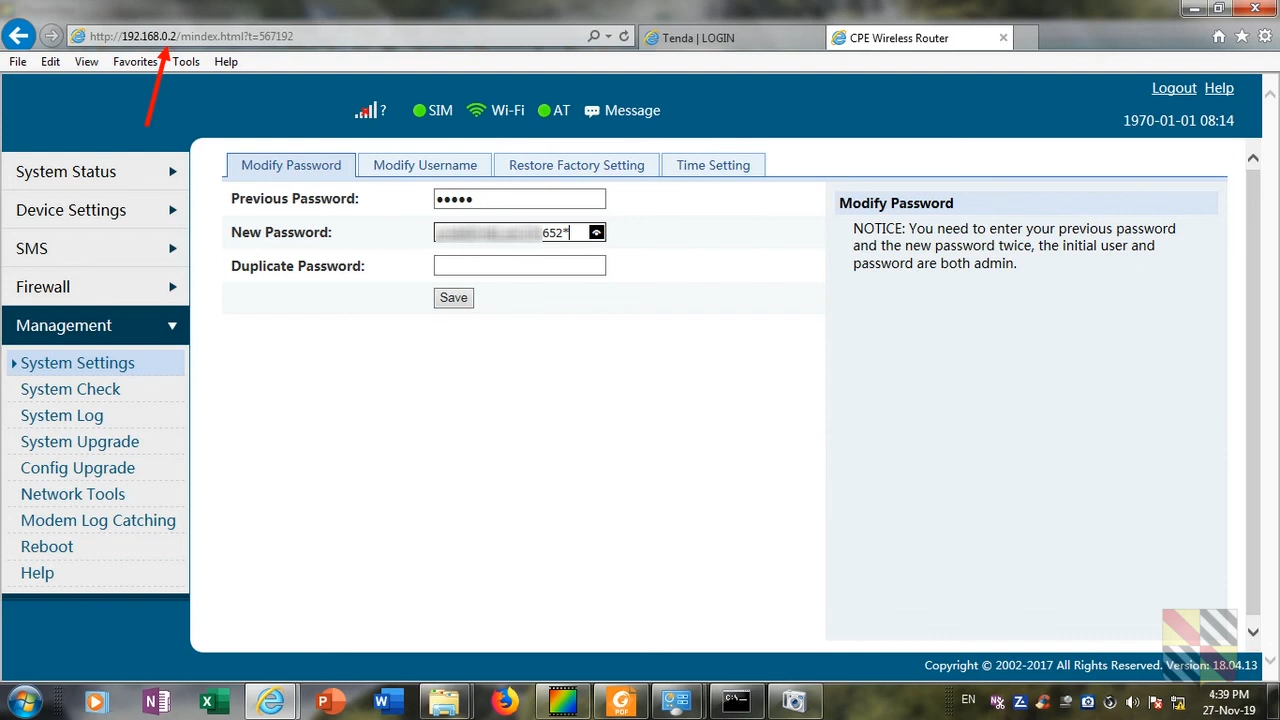 http://192.168.0.2/mindex.html?t=567192
Tenda | LOGIN
CPE Wireless Router
File Edit View Favorites Tools Help
Logout Help
? SIM Wi-Fi AT Message
1970-01-01 08:14
System Status
Device Settings
SMS
Firewall
Management
System Settings
System Check
System Log
System Upgrade
Config Upgrade
Network Tools
Modem Log Catching
Reboot
Help
Modify Password Modify Username Restore Factory Setting Time Setting
Previous Password: •••••
New Password: 652*
Duplicate Password:
Save
Modify Password
NOTICE: You need to enter your previous password
and the new password twice, the initial user and
password are both admin.
Copyright © 2002-2017 All Rights Reserved. Version: 18.04.13
EN
4:39 PM
27-Nov-19